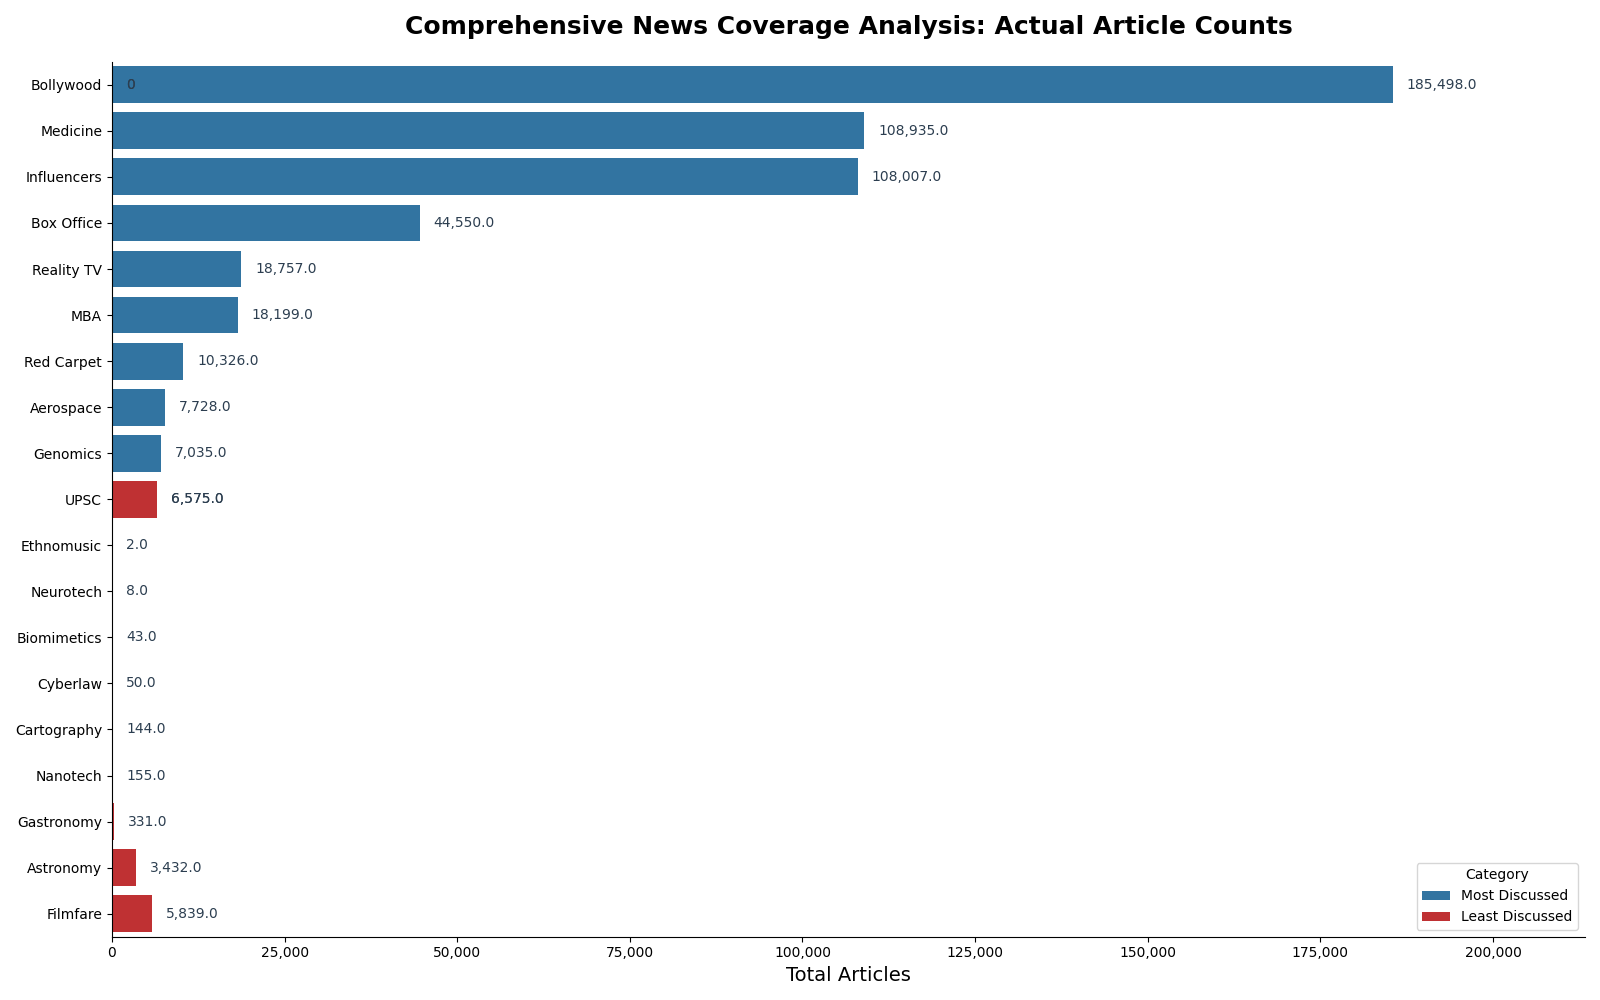 Comprehensive News Coverage Analysis: Actual Article Counts
Bollywood 0 185,498.0
Medicine 108,935.0
Influencers 108,007.0
Box Office 44,550.0
Reality TV 18,757.0
MBA 18,199.0
Red Carpet 10,326.0
Aerospace 7,728.0
Genomics 7,035.0
UPSC 6,575.0
Ethnomusic 2.0
Neurotech 8.0
Biomimetics 43.0
Cyberlaw 50.0
Cartography 144.0
Nanotech 155.0
Gastronomy 331.0
Astronomy 3,432.0
Filmfare 5,839.0
Category
Most Discussed
Least Discussed
0 25,000 50,000 75,000 100,000 125,000 150,000 175,000 200,000
Total Articles